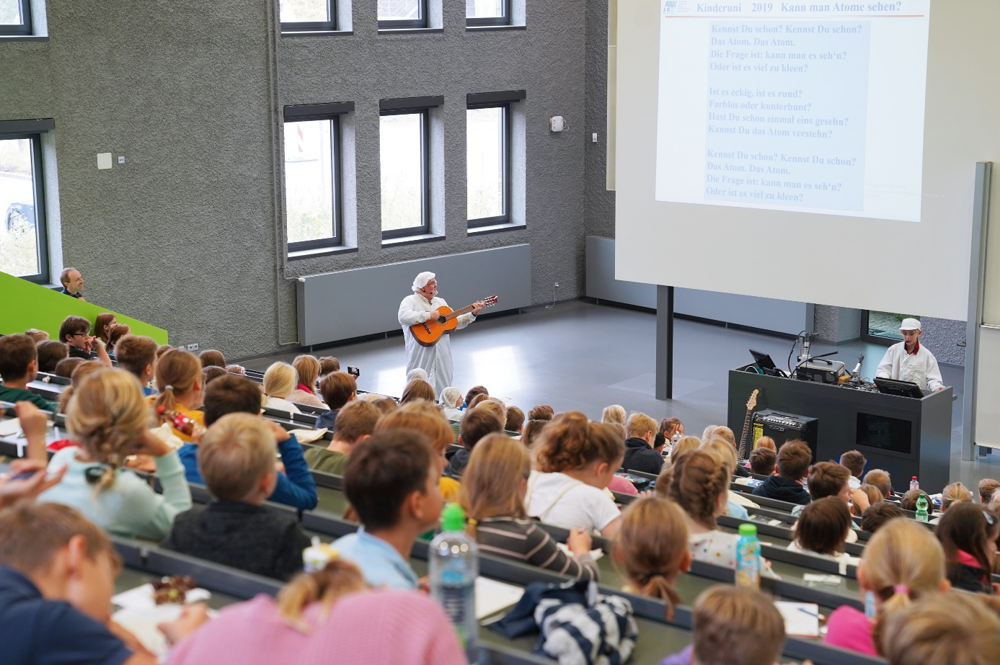 Kinderuni 2019 Kann man Atome sehen?
Kennst Du schon? Kennst Du schon?
Das Atom. Das Atom.
Die Frage ist: kann man es seh'n?
Oder ist es viel zu kleen?
Ist es eckig, ist es rund?
Farblos oder kunterbunt?
Hast Du schon einmal eins gesehn?
Kannst Du das Atom verstehn?
Kennst Du schon? Kennst Du schon?
Das Atom. Das Atom.
Die Frage ist: kann man es seh'n?
Oder ist es viel zu kleen?